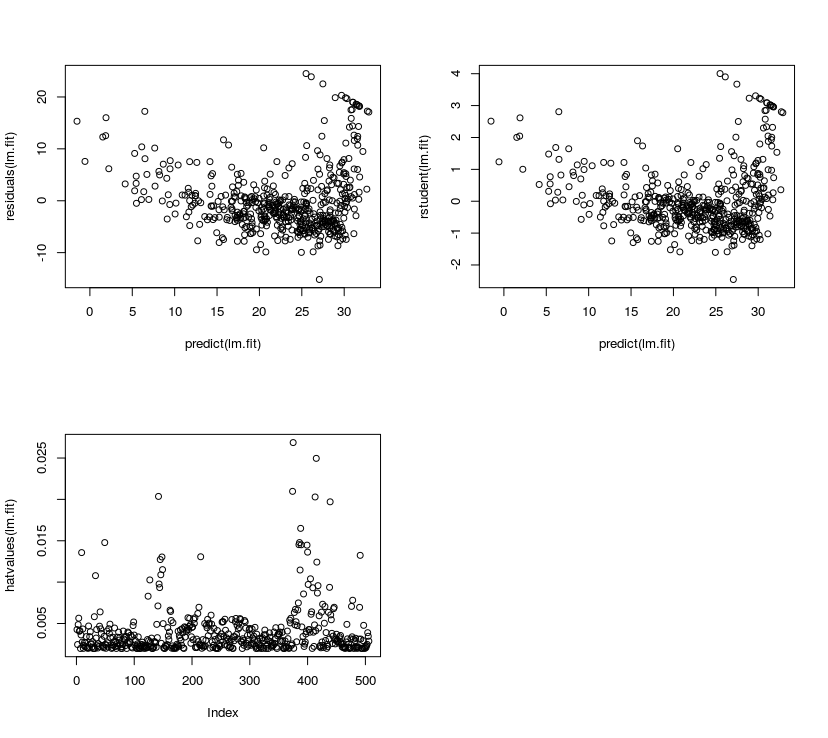 residuals(lm.fit)
-10 0 10 20
0 5 10 15 20 25 30
predict(lm.fit)
rstudent(lm.fit)
-2 -1 0 1 2 3 4
0 5 10 15 20 25 30
predict(lm.fit)
hatvalues(lm.fit)
0.005 0.015 0.025
0 100 200 300 400 500
Index